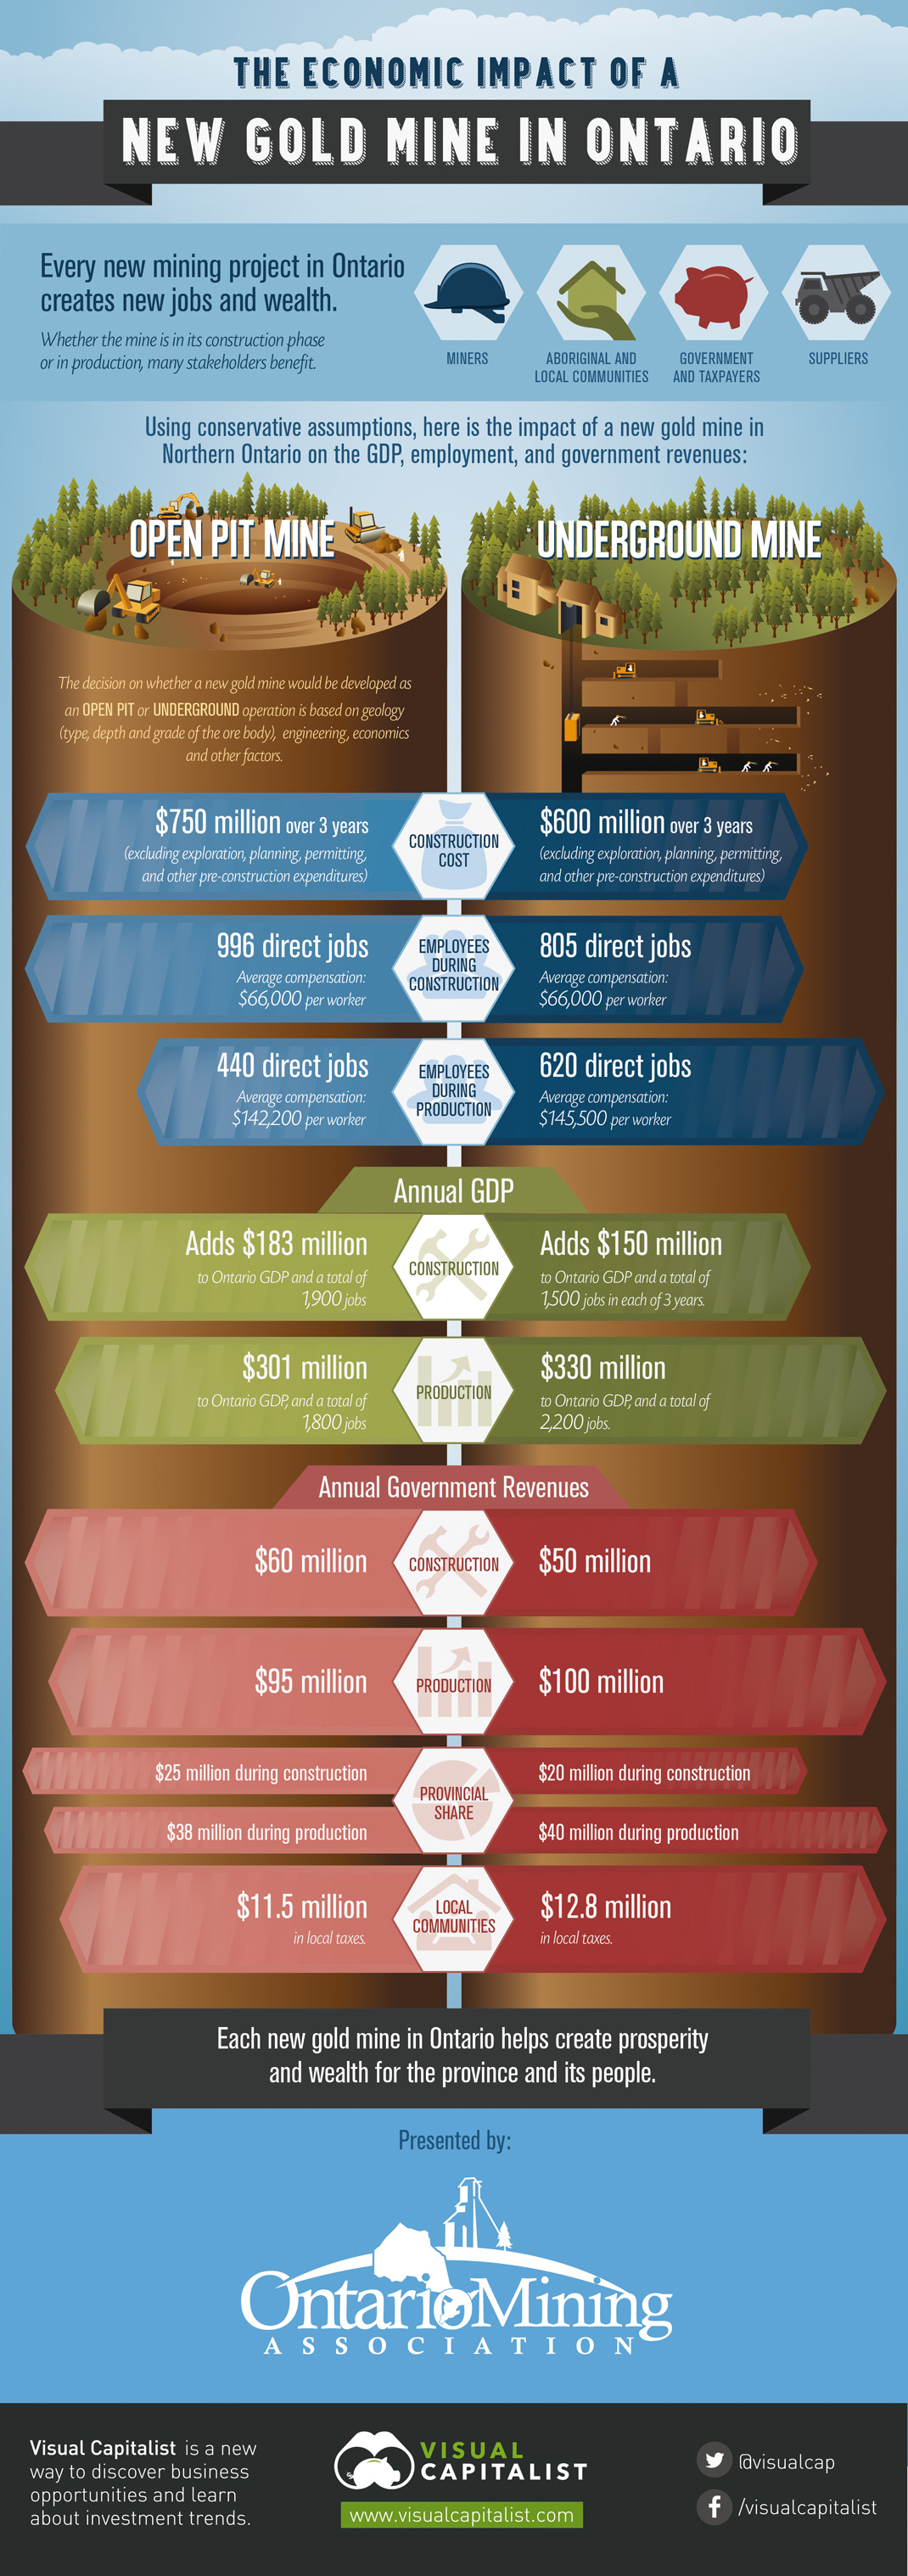 THE ECONOMIC IMPACT OF A
NEW GOLD MINE IN ONTARIO
Every new mining project in Ontario
creates new jobs and wealth.
Whether the mine is in its construction phase
or in production, many stakeholders benefit.
MINERS
ABORIGINAL AND
LOCAL COMMUNITIES
GOVERNMENT
AND TAXPAYERS
SUPPLIERS
Using conservative assumptions, here is the impact of a new gold mine in
Northern Ontario on the GDP, employment, and government revenues:
OPEN PIT MINE
UNDERGROUND MINE
The decision on whether a new gold mine would be developed as
an OPEN PIT or UNDERGROUND operation is based on geology
(type, depth and grade of the ore body), engineering, economics
and other factors.
$750 million over 3 years
(excluding exploration, planning, permitting,
and other pre-construction expenditures)
CONSTRUCTION
COST
$600 million over 3 years
(excluding exploration, planning, permitting,
and other pre-construction expenditures)
996 direct jobs
Average compensation:
$66,000 per worker
EMPLOYEES
DURING
CONSTRUCTION
805 direct jobs
Average compensation:
$66,000 per worker
440 direct jobs
Average compensation:
$142,200 per worker
EMPLOYEES
DURING
PRODUCTION
620 direct jobs
Average compensation:
$145,500 per worker
Annual GDP
Adds $183 million
to Ontario GDP and a total of
1,900 jobs
CONSTRUCTION
Adds $150 million
to Ontario GDP and a total of
1,500 jobs in each of 3 years.
$301 million
to Ontario GDP, and a total of
1,800 jobs
PRODUCTION
$330 million
to Ontario GDP, and a total of
2,200 jobs.
Annual Government Revenues
$60 million
CONSTRUCTION
$50 million
$95 million
PRODUCTION
$100 million
$25 million during construction
$38 million during production
PROVINCIAL
SHARE
$20 million during construction
$40 million during production
$11.5 million
in local taxes.
LOCAL
COMMUNITIES
$12.8 million
in local taxes.
Each new gold mine in Ontario helps create prosperity
and wealth for the province and its people.
Presented by:
OntarioMining
ASSOCIATION
Visual Capitalist is a new
way to discover business
opportunities and learn
about investment trends.
VISUAL
CAPITALIST
www.visualcapitalist.com
@visualcap
/visualcapitalist